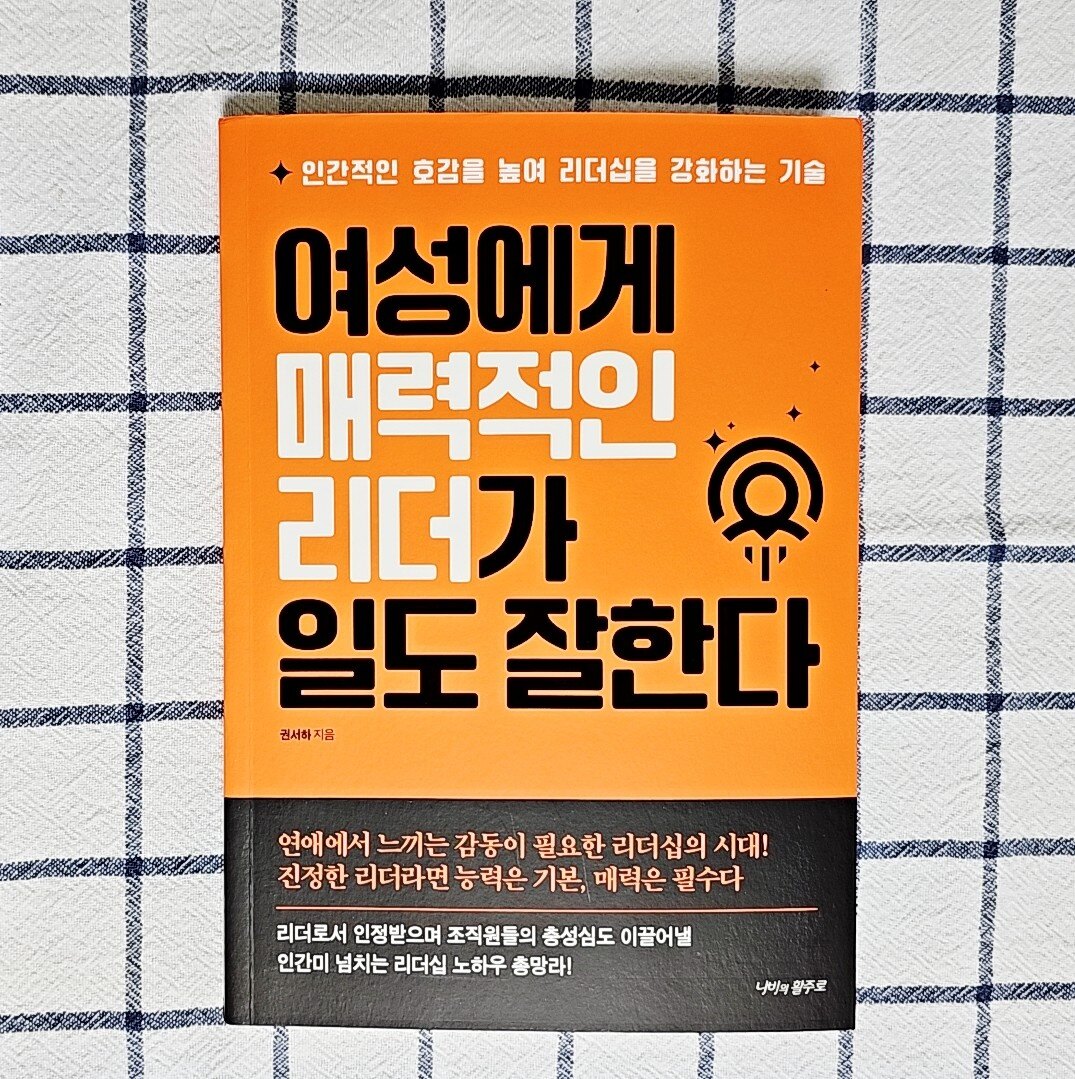 인간적인 호감을 높여 리더십을 강화하는 기술
여성에게
매력적인
리더가
일도 잘한다
권서하 지음
연애에서 느끼는 감동이 필요한 리더십의 시대!
진정한 리더라면 능력은 기본, 매력은 필수다
리더로서 인정받으며 조직원들의 충성심도 이끌어낼
인간미 넘치는 리더십 노하우 총망라!
나비의 활주로